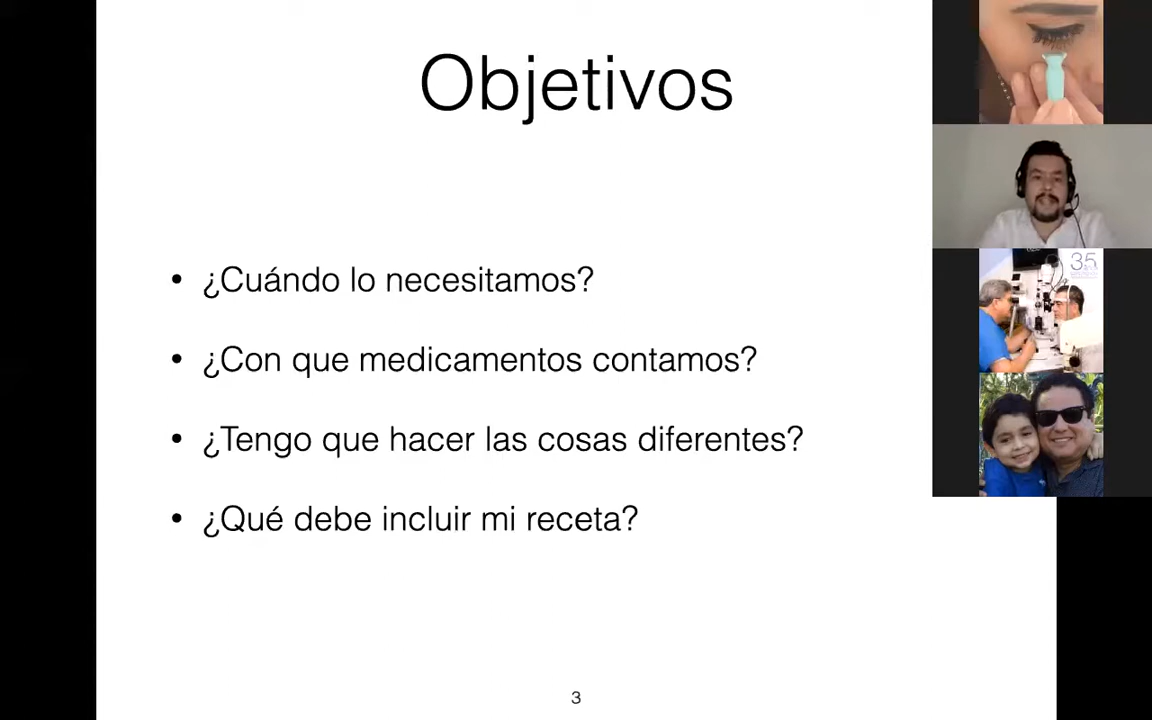 Objetivos
• ¿Cuándo lo necesitamos?
• ¿Con que medicamentos contamos?
• ¿Tengo que hacer las cosas diferentes?
• ¿Qué debe incluir mi receta?
3
35